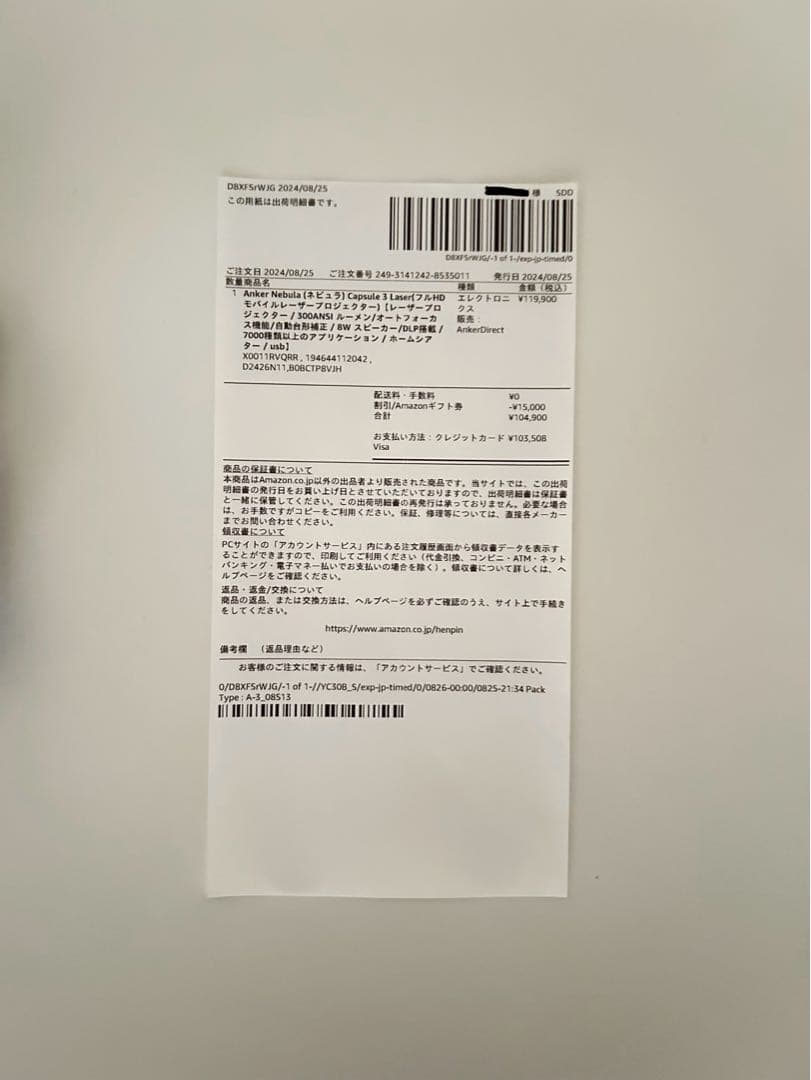 DBXFSrWJG 2024/08/25
様 SDD
この用紙は出荷明細書です。
DBXFSrWJG/-1 of 1-/exp-jp-timed/0
ご注文日 2024/08/25 ご注文番号 249-3141242-8535011 発行日 2024/08/25
数量 商品名 種類 金額（税込）
1 Anker Nebula (ネビュラ) Capsule 3 Laser(フルHD エレクトロニ ¥119,900
モバイルレーザープロジェクター)【レーザープロ クス
ジェクター / 300ANSI ルーメン/オートフォーカ 販売：
ス機能/自動台形補正 / 8W スピーカー/DLP搭載 / AnkerDirect
7000種類以上のアプリケーション / ホームシア
ター / usb】
X0011RVQRR , 194644112042 ,
D2426N11,B0BCTP8VJH
配送料・手数料 ¥0
割引/Amazonギフト券 -¥15,000
合計 ¥104,900
お支払い方法：クレジットカード ¥103,508
Visa
商品の保証書について
本商品はAmazon.co.jp以外の出品者より販売された商品です。当サイトでは、この出荷
明細書の発行日をお買い上げ日とさせていただいておりますので、出荷明細書は保証書
と一緒に保管してください。この出荷明細書の再発行は承っておりません。必要な場合
は、お手数ですがコピーをご利用ください。保証、修理等については、直接各メーカー
までお問い合わせください。
領収書について
PCサイトの「アカウントサービス」内にある注文履歴画面から領収書データを表示す
ることができますので、印刷してご利用ください（代金引換、コンビニ・ATM・ネット
バンキング・電子マネー払いでお支払いの場合を除く）。領収書について詳しくは、ヘ
ルプページをご確認ください。
返品・返金/交換について
商品の返品、または交換方法は、ヘルプページを必ずご確認のうえ、サイト上で手続き
をしてください。
https://www.amazon.co.jp/henpin
備考欄 （返品理由など）
お客様のご注文に関する情報は、「アカウントサービス」でご確認ください。
0/DBXFSrWJG/-1 of 1-//YC30B_S/exp-jp-timed/0/0826-00:00/0825-21:34 Pack
Type : A-3_08513